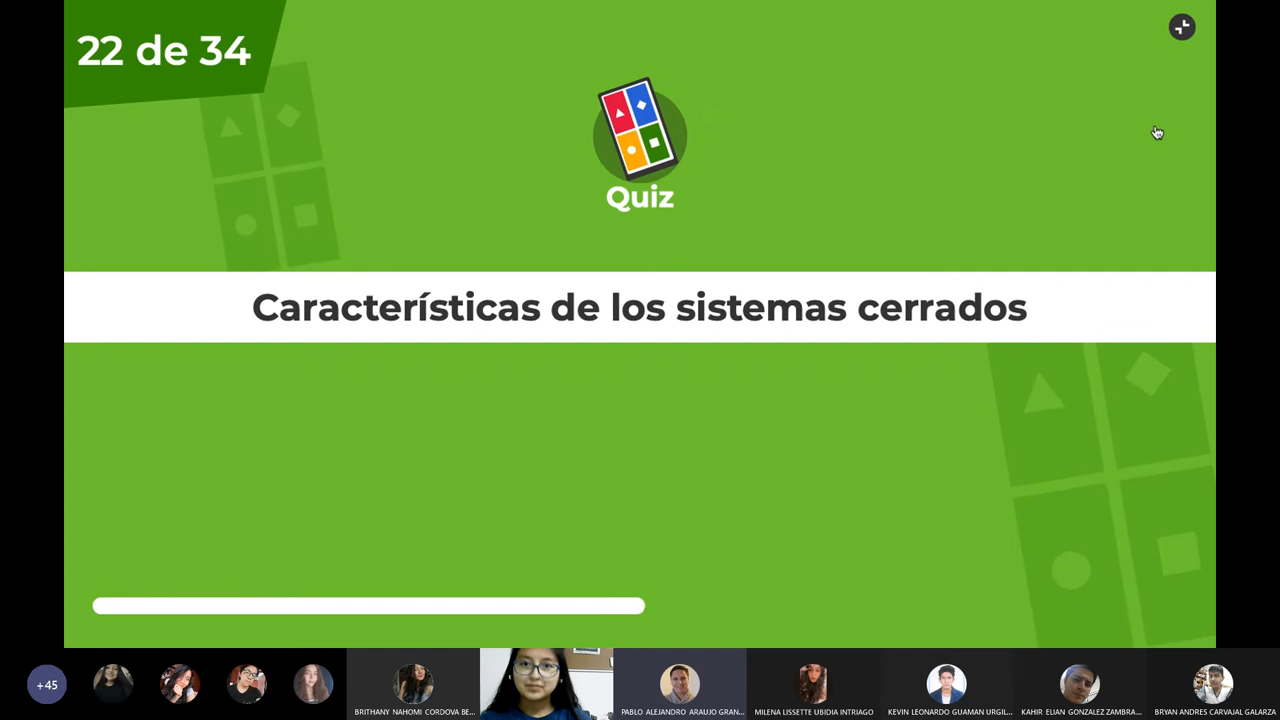 22 de 34
Quiz
Características de los sistemas cerrados
+45
BRITHANY NAHOMI CORDOVA BE...
PABLO ALEJANDRO ARAUJO GRAN...
MILENA LISSETTE UBIDIA INTRIAGO
KEVIN LEONARDO GUAMAN URGIL...
KAHIR ELIAN GONZALEZ ZAMBRA...
BRYAN ANDRES CARVAJAL GALARZA